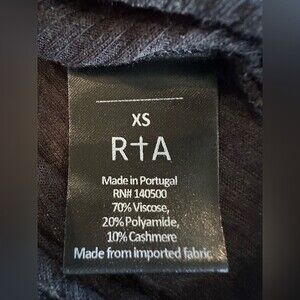 XS
R†A
Made in Portugal
RN# 140500
70% Viscose,
20% Polyamide,
10% Cashmere
Made from imported fabric